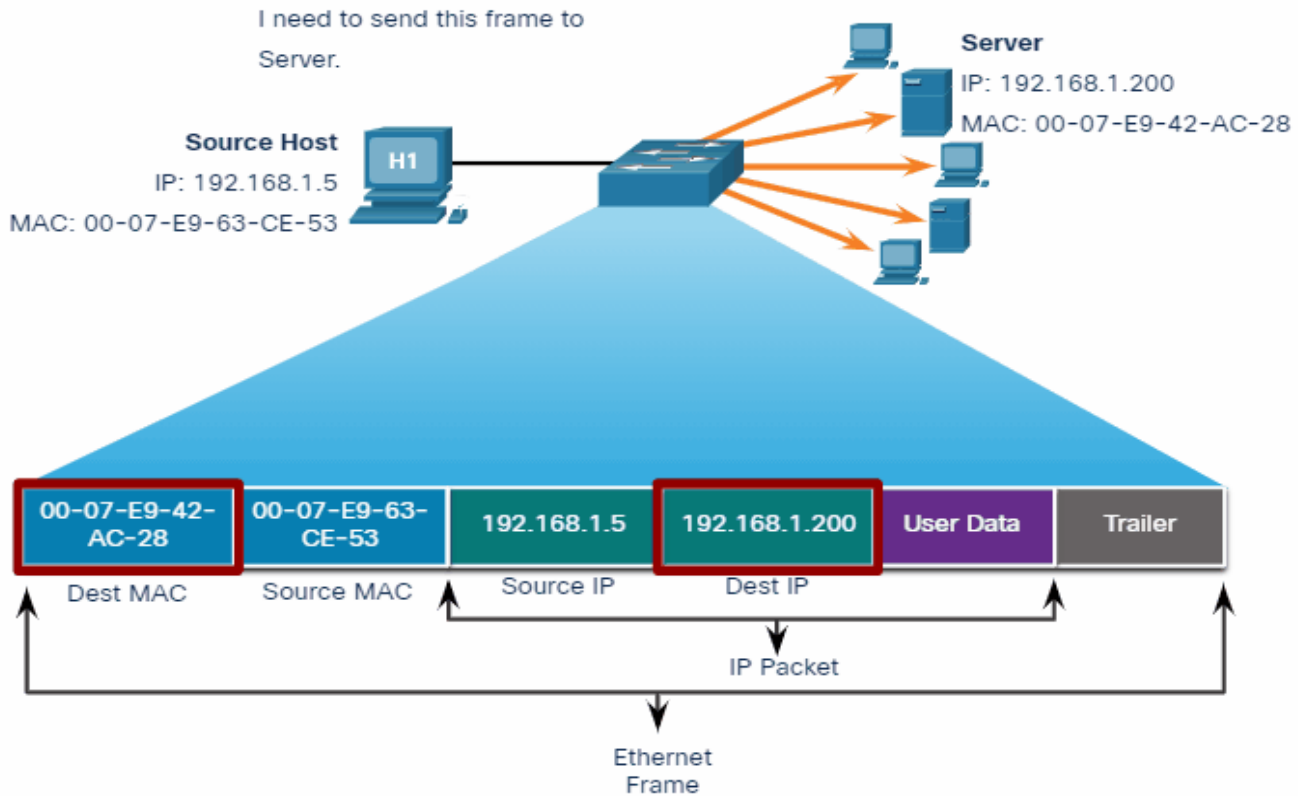 I need to send this frame to
Server.
Server
IP: 192.168.1.200
MAC: 00-07-E9-42-AC-28
Source Host
IP: 192.168.1.5
MAC: 00-07-E9-63-CE-53
H1
00-07-E9-42-
AC-28
00-07-E9-63-
CE-53
192.168.1.5
192.168.1.200
User Data
Trailer
Dest MAC
Source MAC
Source IP
Dest IP
IP Packet
Ethernet
Frame